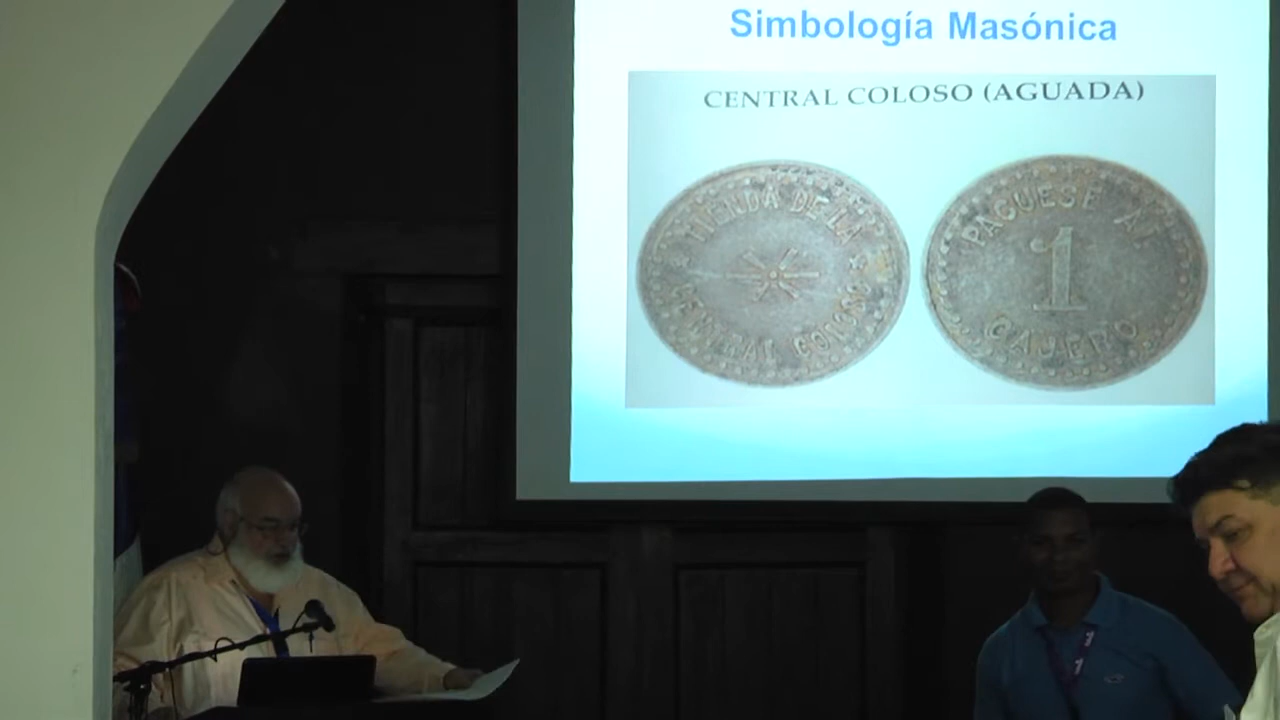 Simbología Masónica
CENTRAL COLOSO (AGUADA)
TIENDA DE LA
CENTRAL COLOSO
PAGUESE AL
1
CAJERO